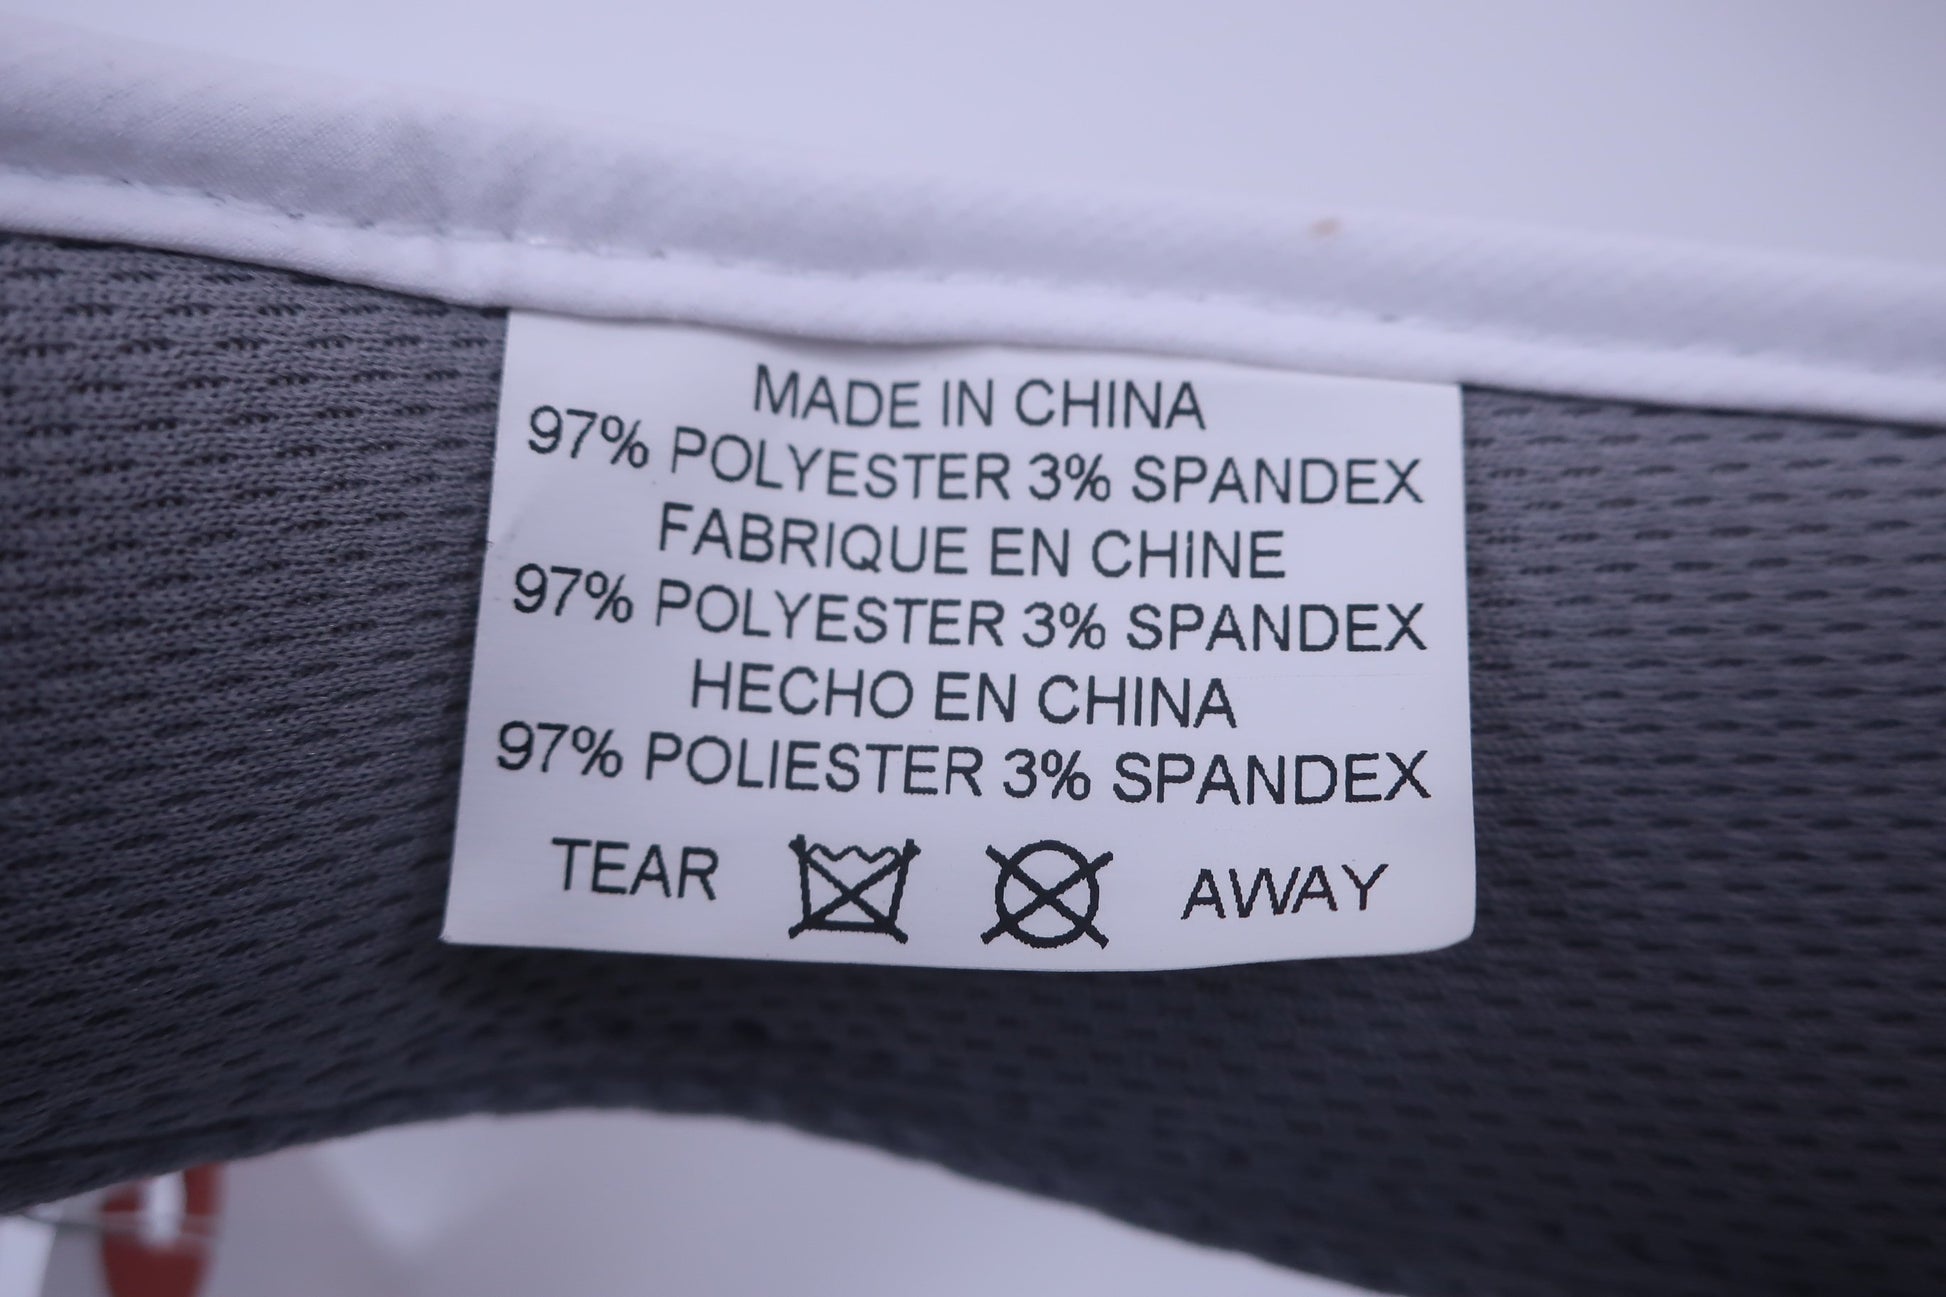 MADE IN CHINA
97% POLYESTER 3% SPANDEX
FABRIQUE EN CHINE
97% POLYESTER 3% SPANDEX
HECHO EN CHINA
97% POLIESTER 3% SPANDEX
TEAR AWAY